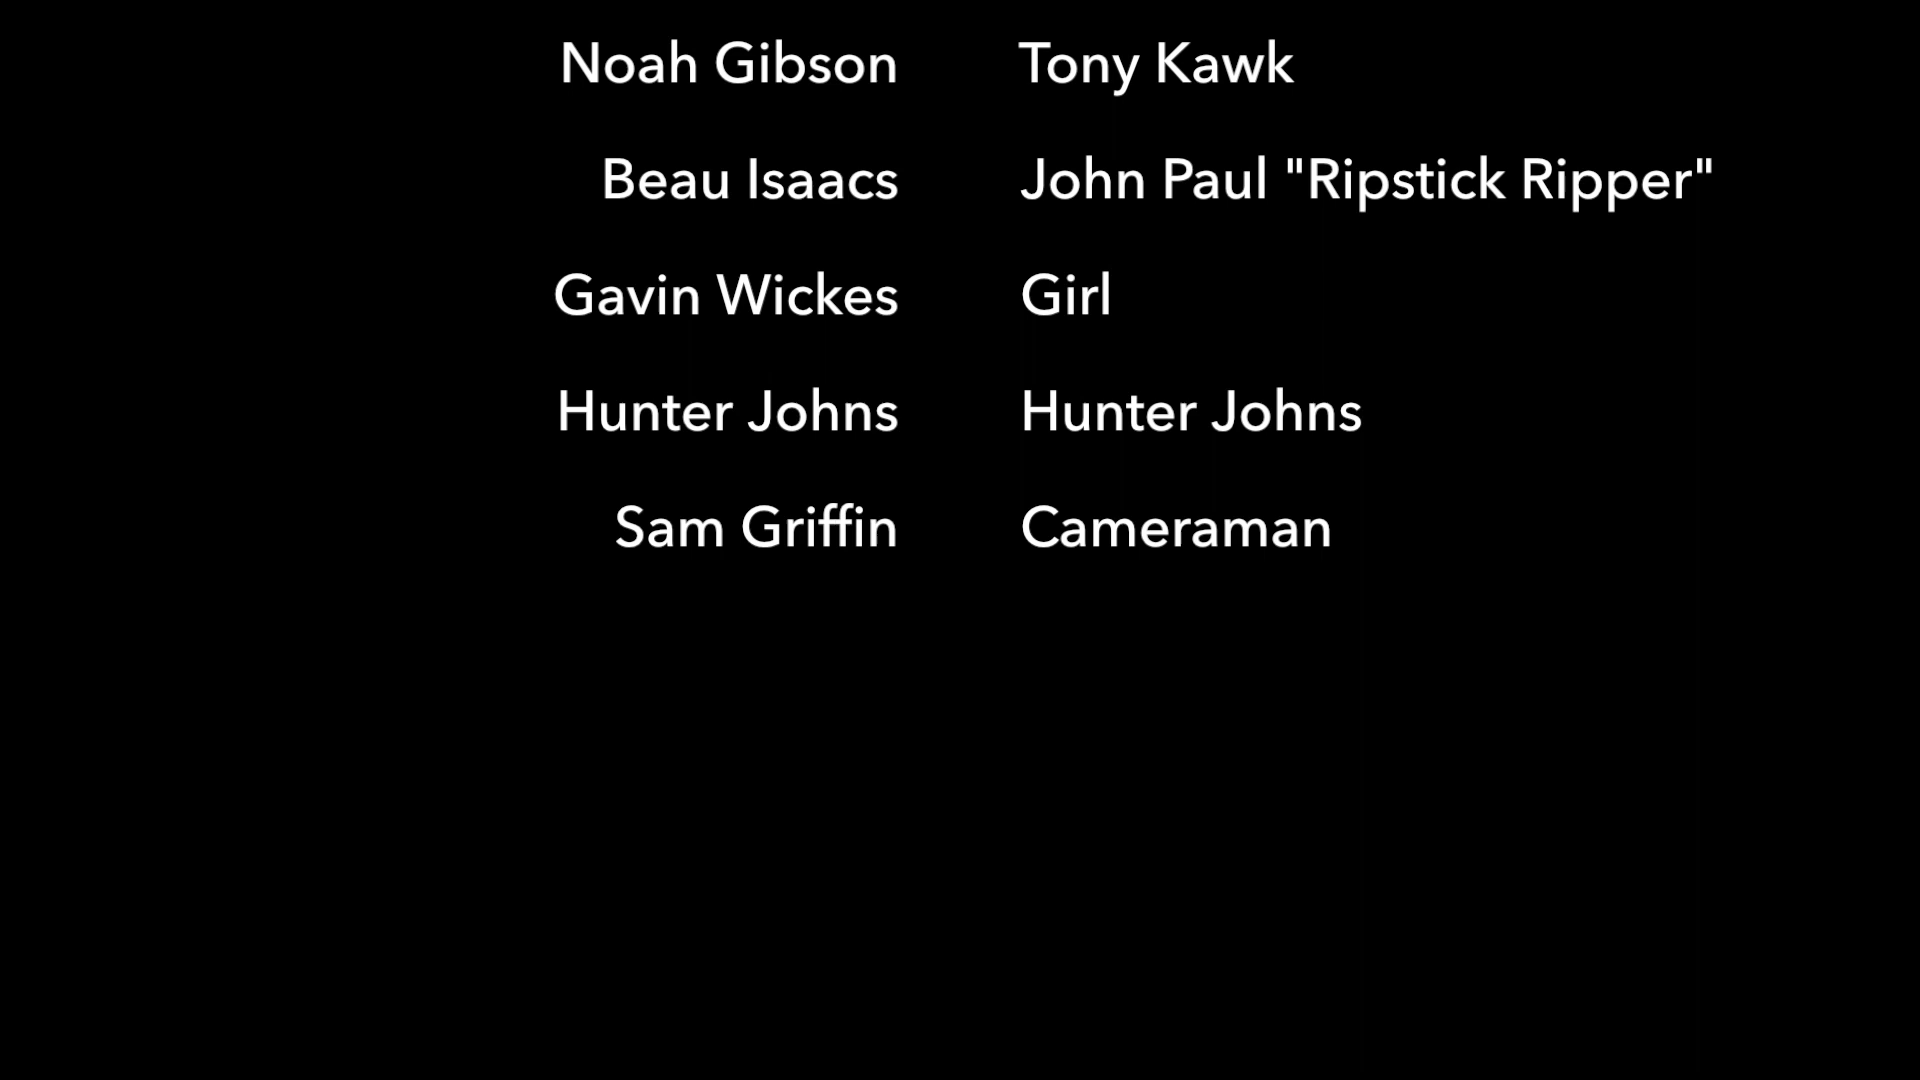 Noah Gibson Tony Kawk
Beau Isaacs John Paul "Ripstick Ripper"
Gavin Wickes Girl
Hunter Johns Hunter Johns
Sam Griffin Cameraman